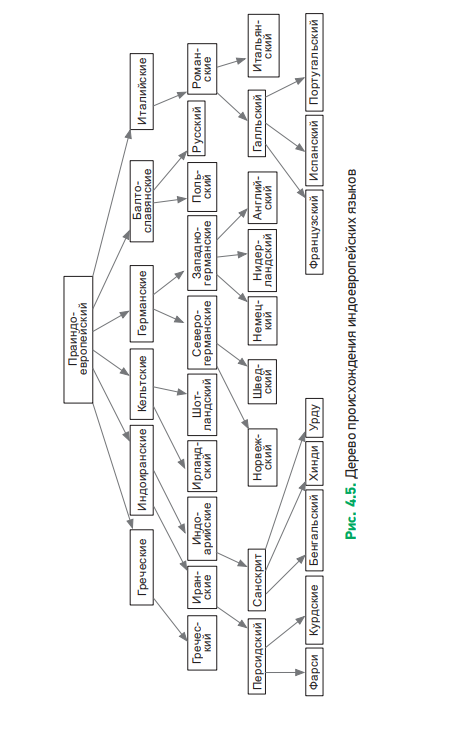 Праиндо-
европейский
Греческие
Индоиранские
Кельтские
Германские
Балто-
славянские
Италийские
Гречес-
кий
Иран-
ские
Индо-
арийские
Ирланд-
ский
Шот-
ландский
Северо-
германские
Западно-
германские
Поль-
ский
Русский
Роман-
ские
Персидский
Санскрит
Норвеж-
ский
Швед-
ский
Немец-
кий
Нидер-
ландский
Англий-
ский
Галльский
Итальян-
ский
Фарси
Курдские
Бенгальский
Хинди
Урду
Французский
Испанский
Португальский
Рис. 4.5. Дерево происхождения индоевропейских языков